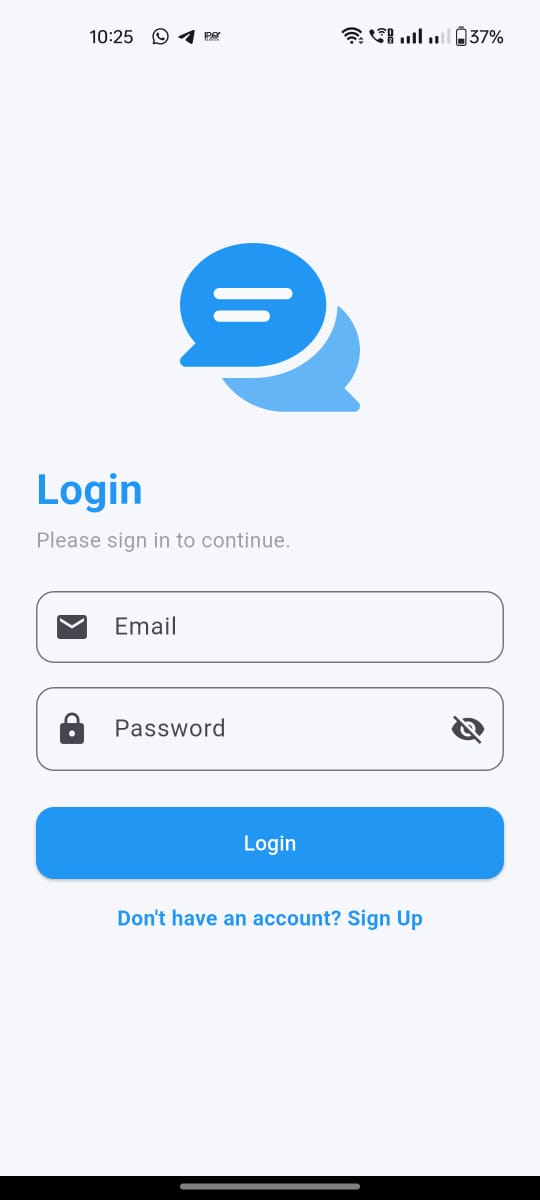 10:25
37%
Login
Please sign in to continue.
Email
Password
Login
Don't have an account? Sign Up